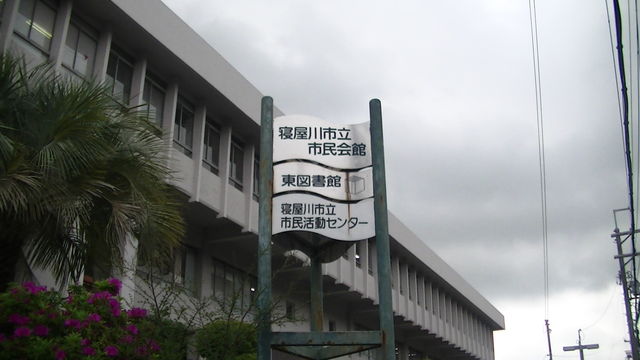 寝屋川市立
市民会館
東図書館
寝屋川市立
市民活動センター